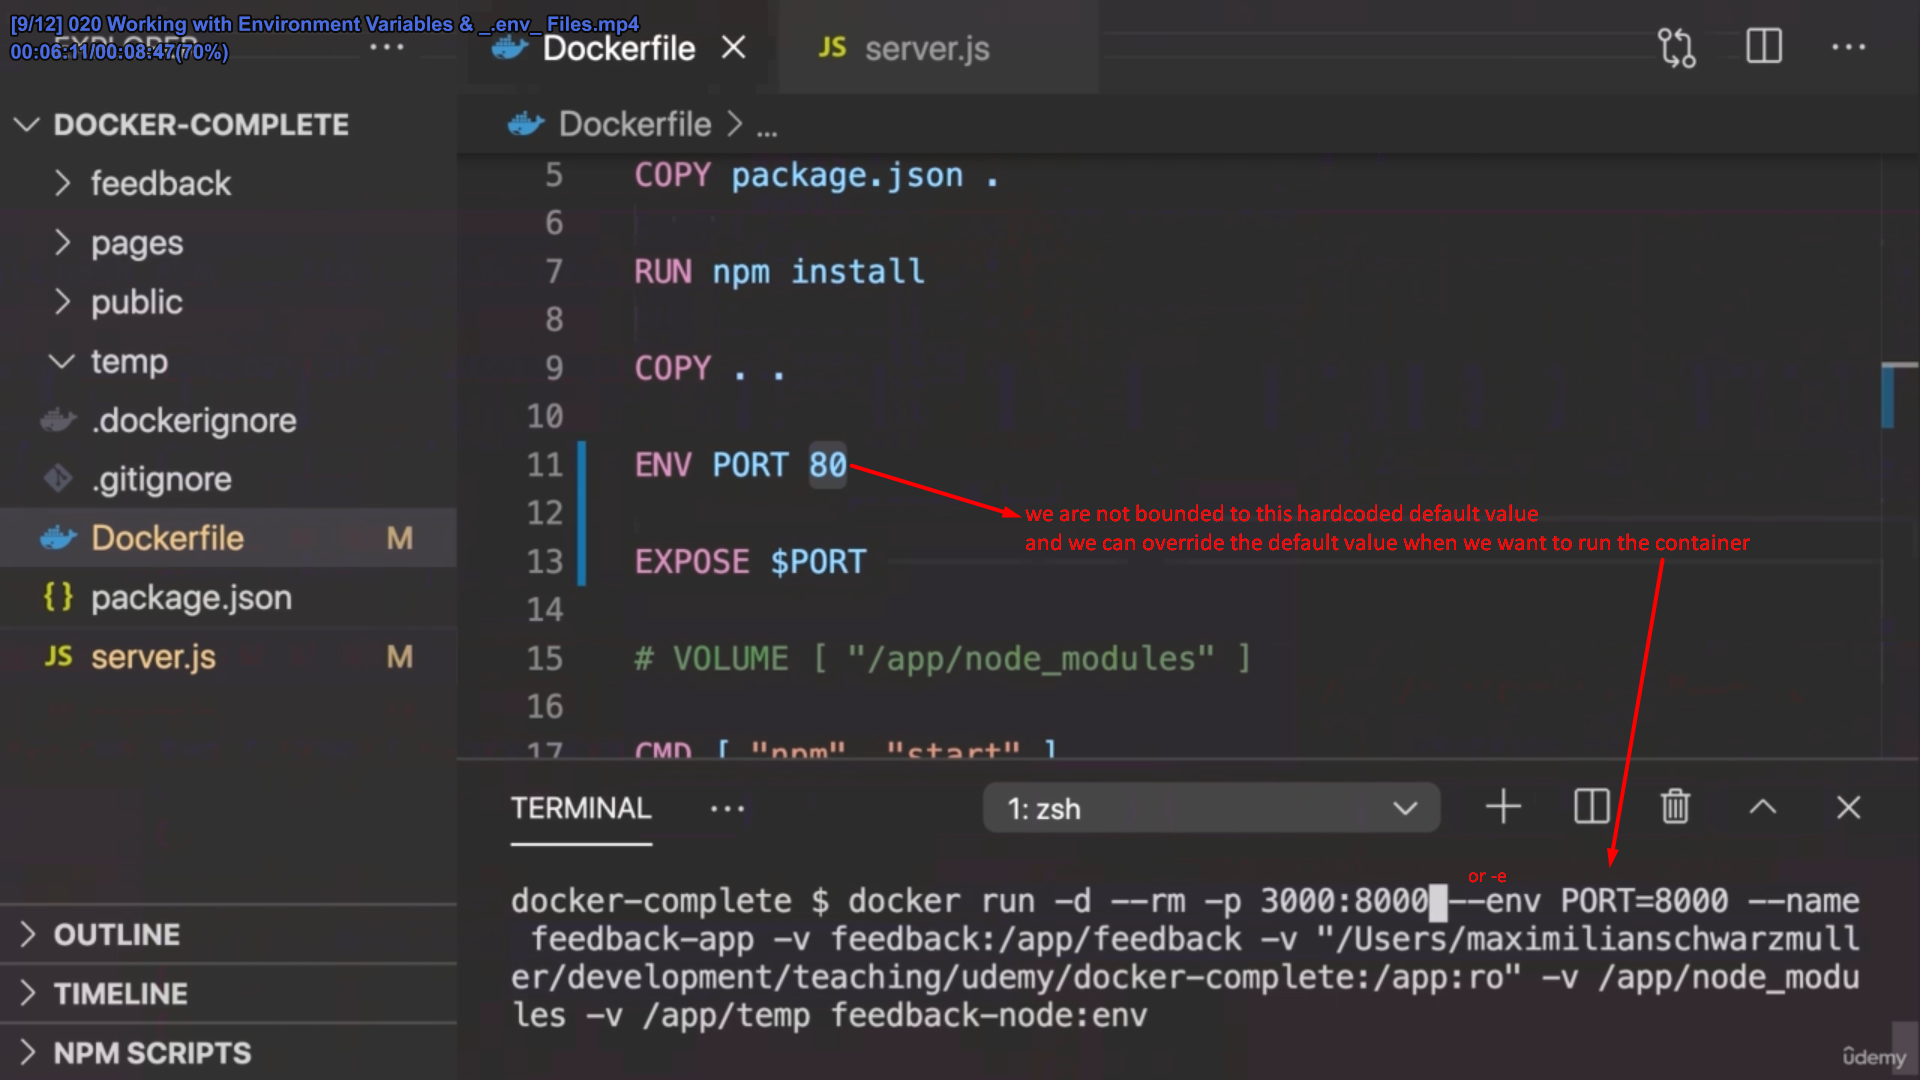 [9/12] 020 Working with Environment Variables & _.env_ Files.mp4
00:06:11/00:08:47(70%)
EXPLORER
Dockerfile
JS server.js
DOCKER-COMPLETE
feedback
pages
public
temp
.dockerignore
.gitignore
Dockerfile M
{} package.json
JS server.js M
OUTLINE
TIMELINE
NPM SCRIPTS
Dockerfile > ...
5 COPY package.json .
6
7 RUN npm install
8
9 COPY . .
10
11 ENV PORT 80
12
13 EXPOSE $PORT
14
15 # VOLUME [ "/app/node_modules" ]
16
17 CMD [ "npm", "start" ]
we are not bounded to this hardcoded default value
and we can override the default value when we want to run the container
TERMINAL
1: zsh
or -e
docker-complete $ docker run -d --rm -p 3000:8000 --env PORT=8000 --name
feedback-app -v feedback:/app/feedback -v "/Users/maximilianschwarzmull
er/development/teaching/udemy/docker-complete:/app:ro" -v /app/node_modu
les -v /app/temp feedback-node:env
ûdemy